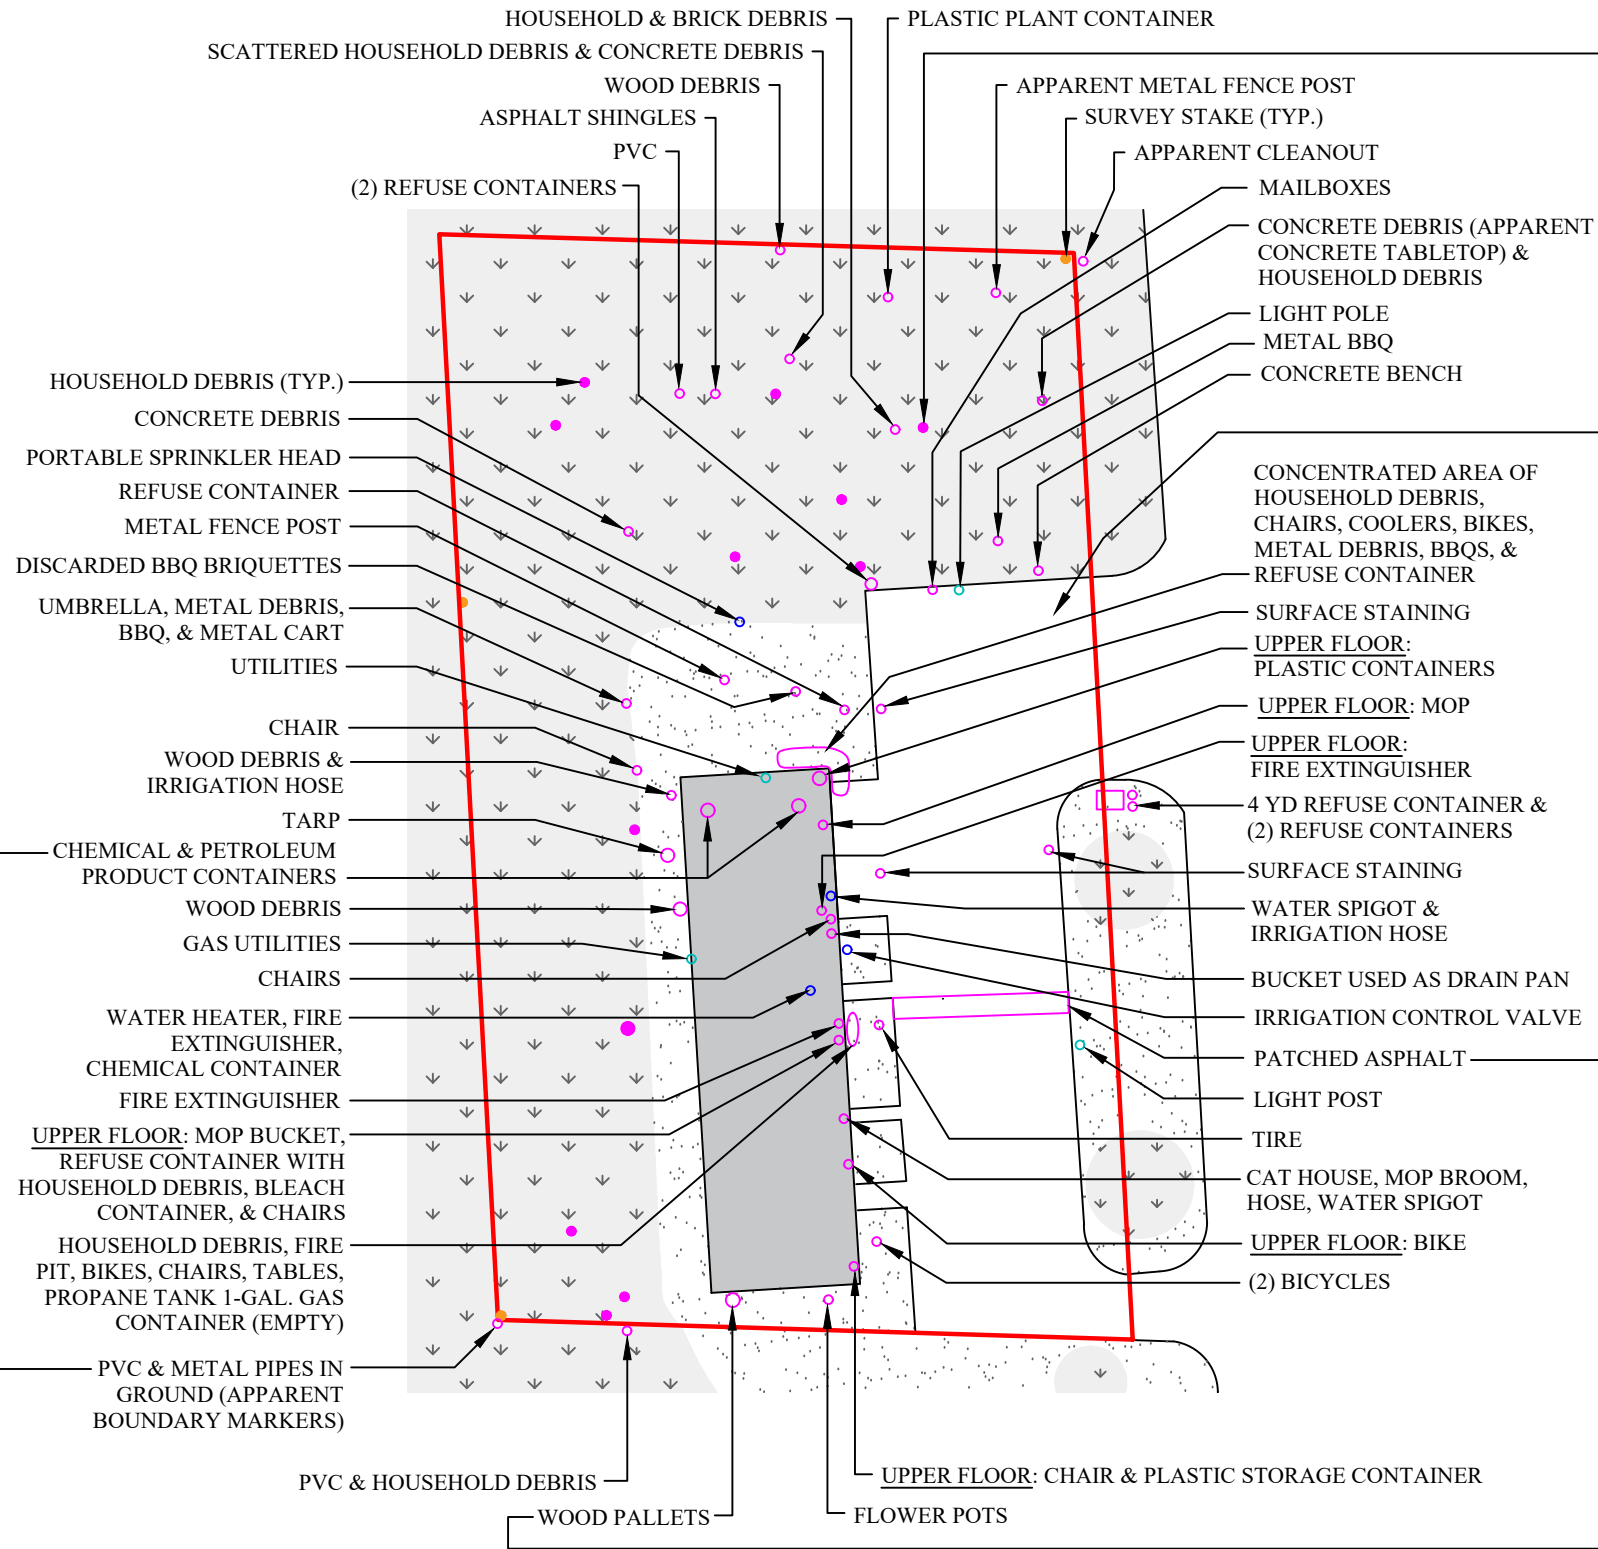 HOUSEHOLD & BRICK DEBRIS
PLASTIC PLANT CONTAINER
SCATTERED HOUSEHOLD DEBRIS & CONCRETE DEBRIS
WOOD DEBRIS
APPARENT METAL FENCE POST
ASPHALT SHINGLES
SURVEY STAKE (TYP.)
PVC
APPARENT CLEANOUT
(2) REFUSE CONTAINERS
MAILBOXES
CONCRETE DEBRIS (APPARENT
CONCRETE TABLETOP) &
HOUSEHOLD DEBRIS
LIGHT POLE
METAL BBQ
CONCRETE BENCH
HOUSEHOLD DEBRIS (TYP.)
CONCRETE DEBRIS
PORTABLE SPRINKLER HEAD
REFUSE CONTAINER
METAL FENCE POST
DISCARDED BBQ BRIQUETTES
UMBRELLA, METAL DEBRIS,
BBQ, & METAL CART
UTILITIES
CHAIR
WOOD DEBRIS &
IRRIGATION HOSE
TARP
CHEMICAL & PETROLEUM
PRODUCT CONTAINERS
WOOD DEBRIS
GAS UTILITIES
CHAIRS
WATER HEATER, FIRE
EXTINGUISHER,
CHEMICAL CONTAINER
FIRE EXTINGUISHER
UPPER FLOOR: MOP BUCKET,
REFUSE CONTAINER WITH
HOUSEHOLD DEBRIS, BLEACH
CONTAINER, & CHAIRS
HOUSEHOLD DEBRIS, FIRE
PIT, BIKES, CHAIRS, TABLES,
PROPANE TANK 1-GAL. GAS
CONTAINER (EMPTY)
PVC & METAL PIPES IN
GROUND (APPARENT
BOUNDARY MARKERS)
CONCENTRATED AREA OF
HOUSEHOLD DEBRIS,
CHAIRS, COOLERS, BIKES,
METAL DEBRIS, BBQS, &
REFUSE CONTAINER
SURFACE STAINING
UPPER FLOOR:
PLASTIC CONTAINERS
UPPER FLOOR: MOP
UPPER FLOOR:
FIRE EXTINGUISHER
4 YD REFUSE CONTAINER &
(2) REFUSE CONTAINERS
SURFACE STAINING
WATER SPIGOT &
IRRIGATION HOSE
BUCKET USED AS DRAIN PAN
IRRIGATION CONTROL VALVE
PATCHED ASPHALT
LIGHT POST
TIRE
CAT HOUSE, MOP BROOM,
HOSE, WATER SPIGOT
UPPER FLOOR: BIKE
(2) BICYCLES
PVC & HOUSEHOLD DEBRIS
UPPER FLOOR: CHAIR & PLASTIC STORAGE CONTAINER
WOOD PALLETS
FLOWER POTS